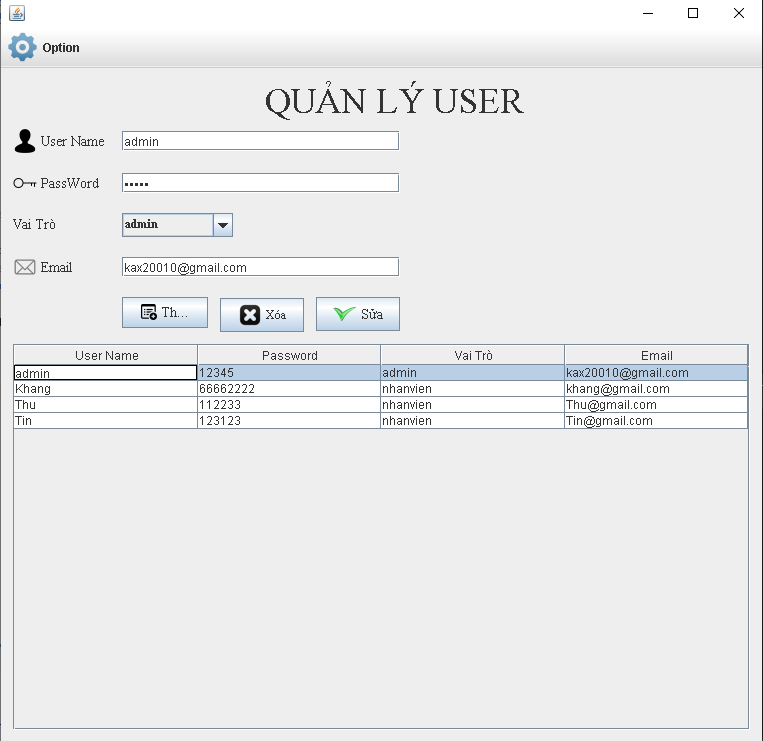 Option
QUẢN LÝ USER
User Name admin
PassWord •••••
Vai Trò admin
Email kax20010@gmail.com
Th... Xóa Sửa
User Name Password Vai Trò Email
admin 12345 admin kax20010@gmail.com
Khang 66662222 nhanvien khang@gmail.com
Thu 112233 nhanvien Thu@gmail.com
Tin 123123 nhanvien Tin@gmail.com